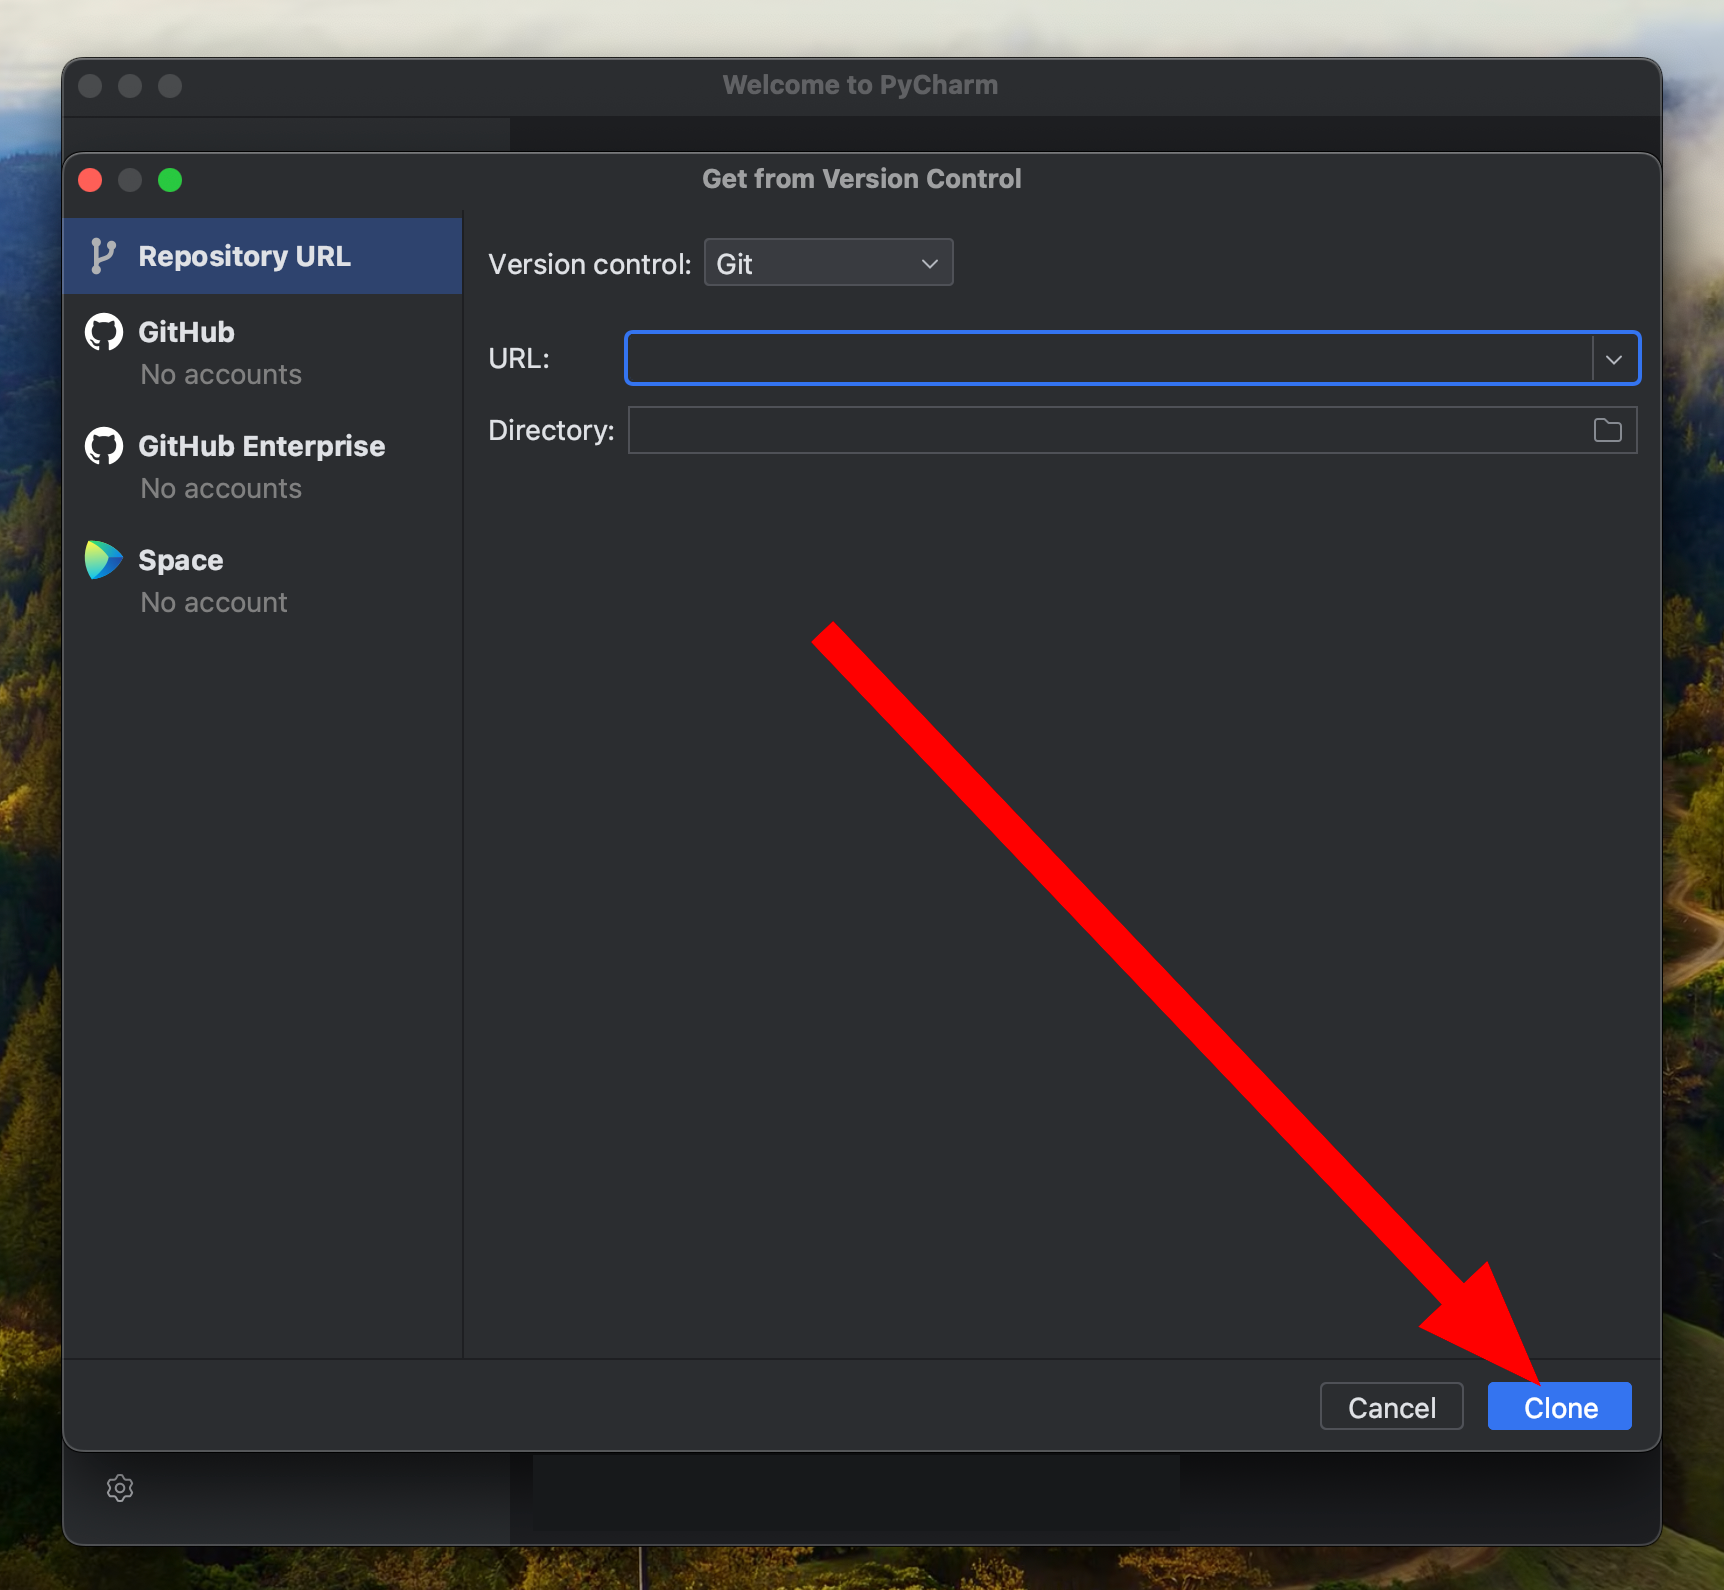 Welcome to PyCharm
Get from Version Control
Repository URL
GitHub
No accounts
GitHub Enterprise
No accounts
Space
No account
Version control: Git
URL:
Directory:
Cancel
Clone